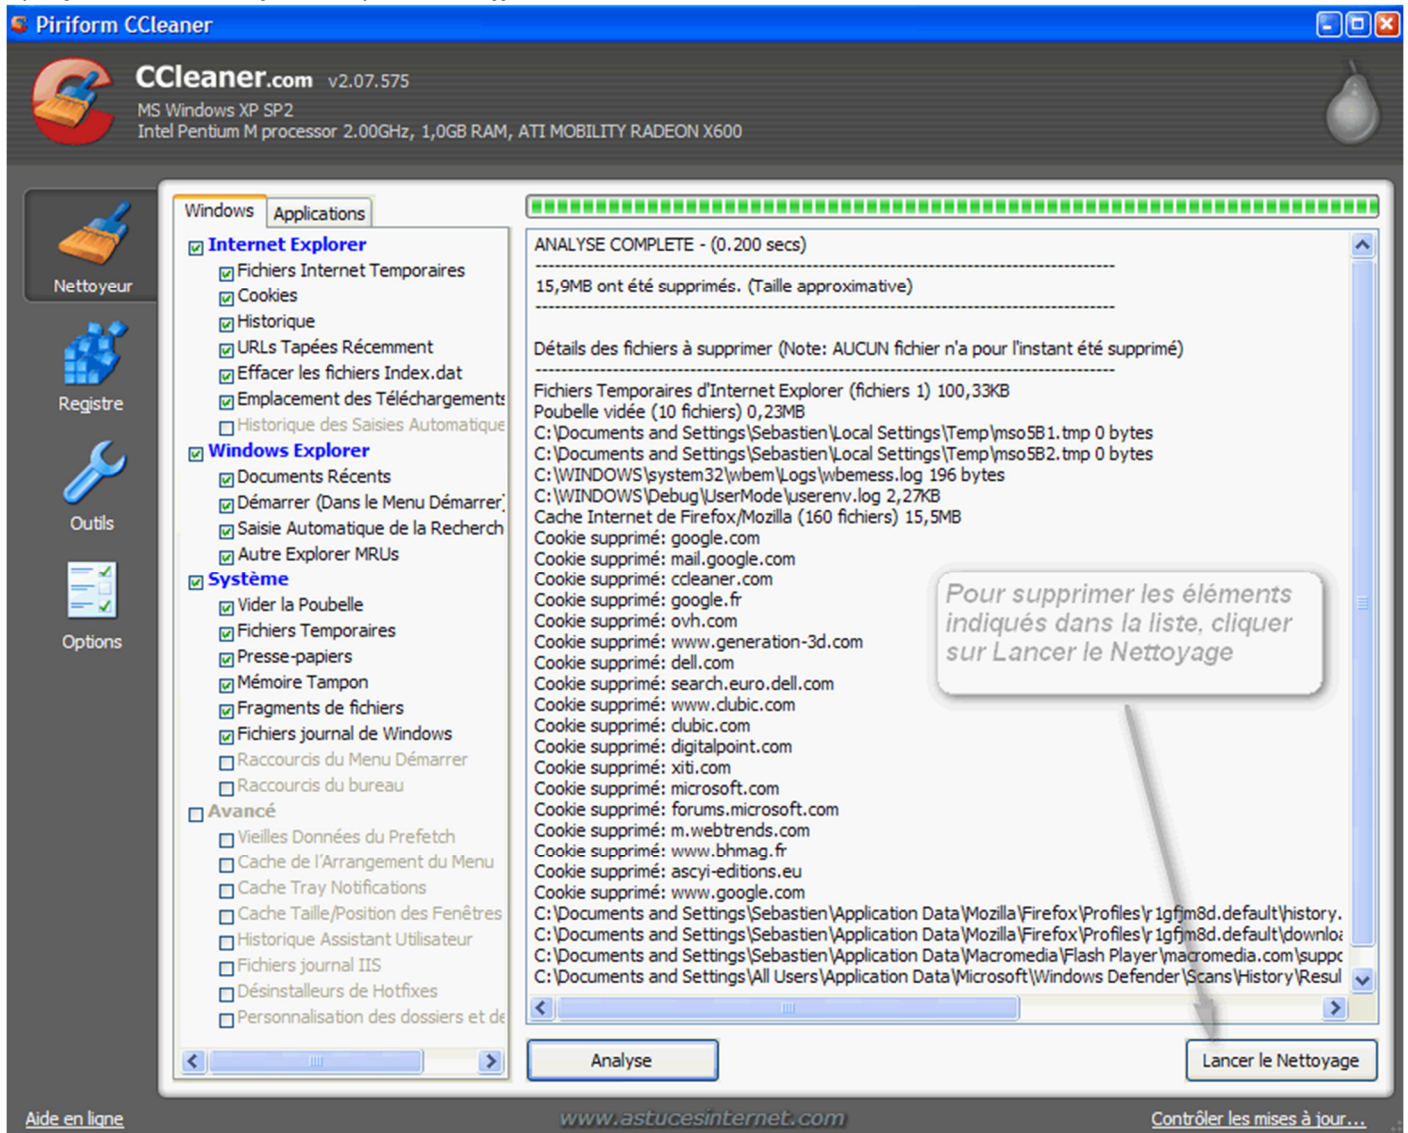 Piriform CCleaner
CCleaner.com v2.07.575
MS Windows XP SP2
Intel Pentium M processor 2.00GHz, 1,0GB RAM, ATI MOBILITY RADEON X600
Nettoyeur
Registre
Outils
Options
Windows
Applications
Internet Explorer
Fichiers Internet Temporaires
Cookies
Historique
URLs Tapées Récemment
Effacer les fichiers Index.dat
Emplacement des Téléchargements
Historique des Saisies Automatique
Windows Explorer
Documents Récents
Démarrer (Dans le Menu Démarrer)
Saisie Automatique de la Recherch
Autre Explorer MRUs
Système
Vider la Poubelle
Fichiers Temporaires
Presse-papiers
Mémoire Tampon
Fragments de fichiers
Fichiers journal de Windows
Raccourcis du Menu Démarrer
Raccourcis du bureau
Avancé
Vieilles Données du Prefetch
Cache de l'Arrangement du Menu
Cache Tray Notifications
Cache Taille/Position des Fenêtres
Historique Assistant Utilisateur
Fichiers journal IIS
Désinstalleurs de Hotfixes
Personnalisation des dossiers et de
ANALYSE COMPLETE - (0.200 secs)
15,9MB ont été supprimés. (Taille approximative)
Détails des fichiers à supprimer (Note: AUCUN fichier n'a pour l'instant été supprimé)
Fichiers Temporaires d'Internet Explorer (fichiers 1) 100,33KB
Poubelle vidée (10 fichiers) 0,23MB
C:\Documents and Settings\Sebastien\Local Settings\Temp\mso5B1.tmp 0 bytes
C:\Documents and Settings\Sebastien\Local Settings\Temp\mso5B2.tmp 0 bytes
C:\WINDOWS\system32\wbem\Logs\wbemess.log 196 bytes
C:\WINDOWS\Debug\UserMode\userenv.log 2,27KB
Cache Internet de Firefox/Mozilla (160 fichiers) 15,5MB
Cookie supprimé: google.com
Cookie supprimé: mail.google.com
Cookie supprimé: ccleaner.com
Cookie supprimé: google.fr
Cookie supprimé: ovh.com
Cookie supprimé: www.generation-3d.com
Cookie supprimé: dell.com
Cookie supprimé: search.euro.dell.com
Cookie supprimé: www.clubic.com
Cookie supprimé: clubic.com
Cookie supprimé: digitalpoint.com
Cookie supprimé: xiti.com
Cookie supprimé: microsoft.com
Cookie supprimé: forums.microsoft.com
Cookie supprimé: m.webtrends.com
Cookie supprimé: www.bhmag.fr
Cookie supprimé: ascyi-editions.eu
Cookie supprimé: www.google.com
C:\Documents and Settings\Sebastien\Application Data\Mozilla\Firefox\Profiles\r1gfjm8d.default\history.
C:\Documents and Settings\Sebastien\Application Data\Mozilla\Firefox\Profiles\r1gfjm8d.default\downloa
C:\Documents and Settings\Sebastien\Application Data\Macromedia\Flash Player\macromedia.com\suppo
C:\Documents and Settings\All Users\Application Data\Microsoft\Windows Defender\Scans\History\Resul
Pour supprimer les éléments
indiqués dans la liste, cliquer
sur Lancer le Nettoyage
Analyse
Lancer le Nettoyage
Aide en ligne
www.astucesinternet.com
Contrôler les mises à jour...